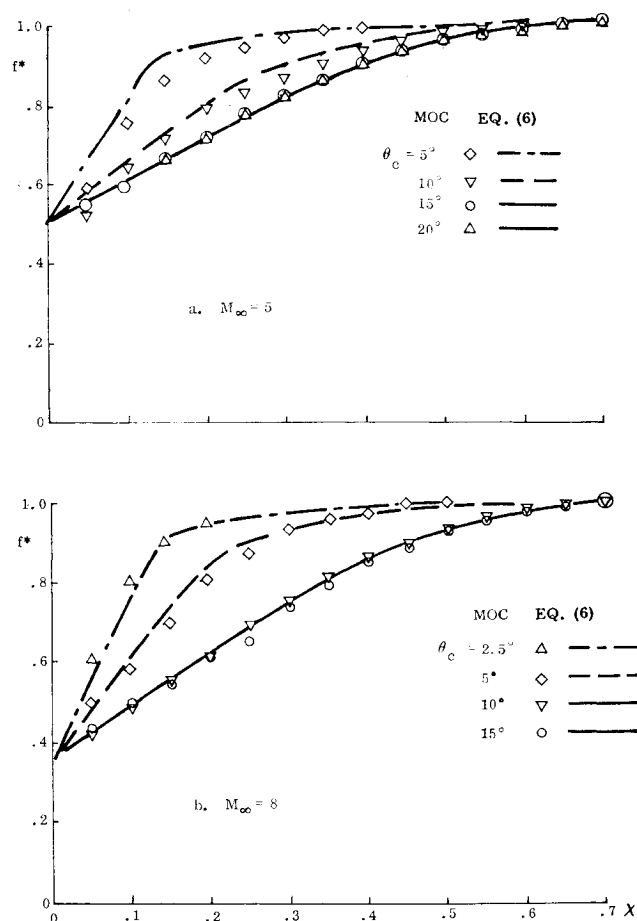 1.0
f*
.8
.6
.4
.2
0
MOC EQ. (6)
θc = 5°
10°
15°
20°
a. M∞ = 5
1.0
f*
.8
.6
.4
.2
0
MOC EQ. (6)
θc = 2.5°
5°
10°
15°
b. M∞ = 8
0 .1 .2 .3 .4 .5 .6 .7 X